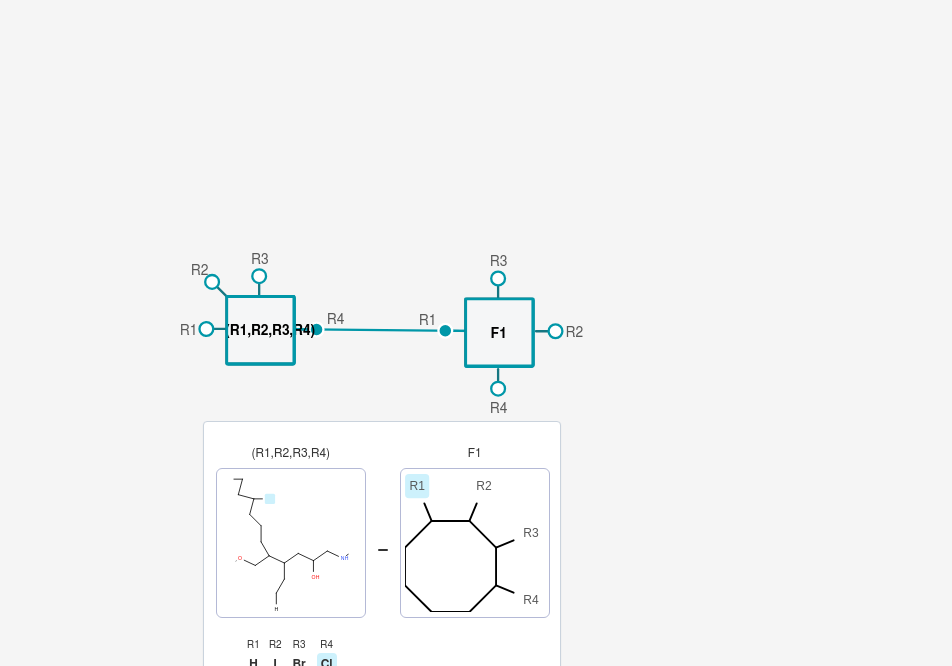 R3
R2
R3
R1
(R1,R2,R3,R4)
R4
R1
F1
R2
R4
(R1,R2,R3,R4)
F1
R1
R2
R3
R4
O
OH
H
R1 R2 R3 R4
H I Br Cl